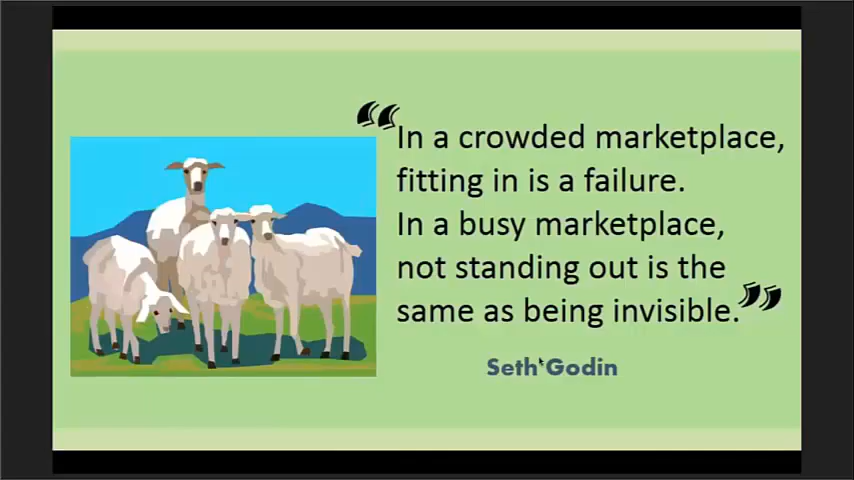 “In a crowded marketplace,
fitting in is a failure.
In a busy marketplace,
not standing out is the
same as being invisible.”
Seth Godin